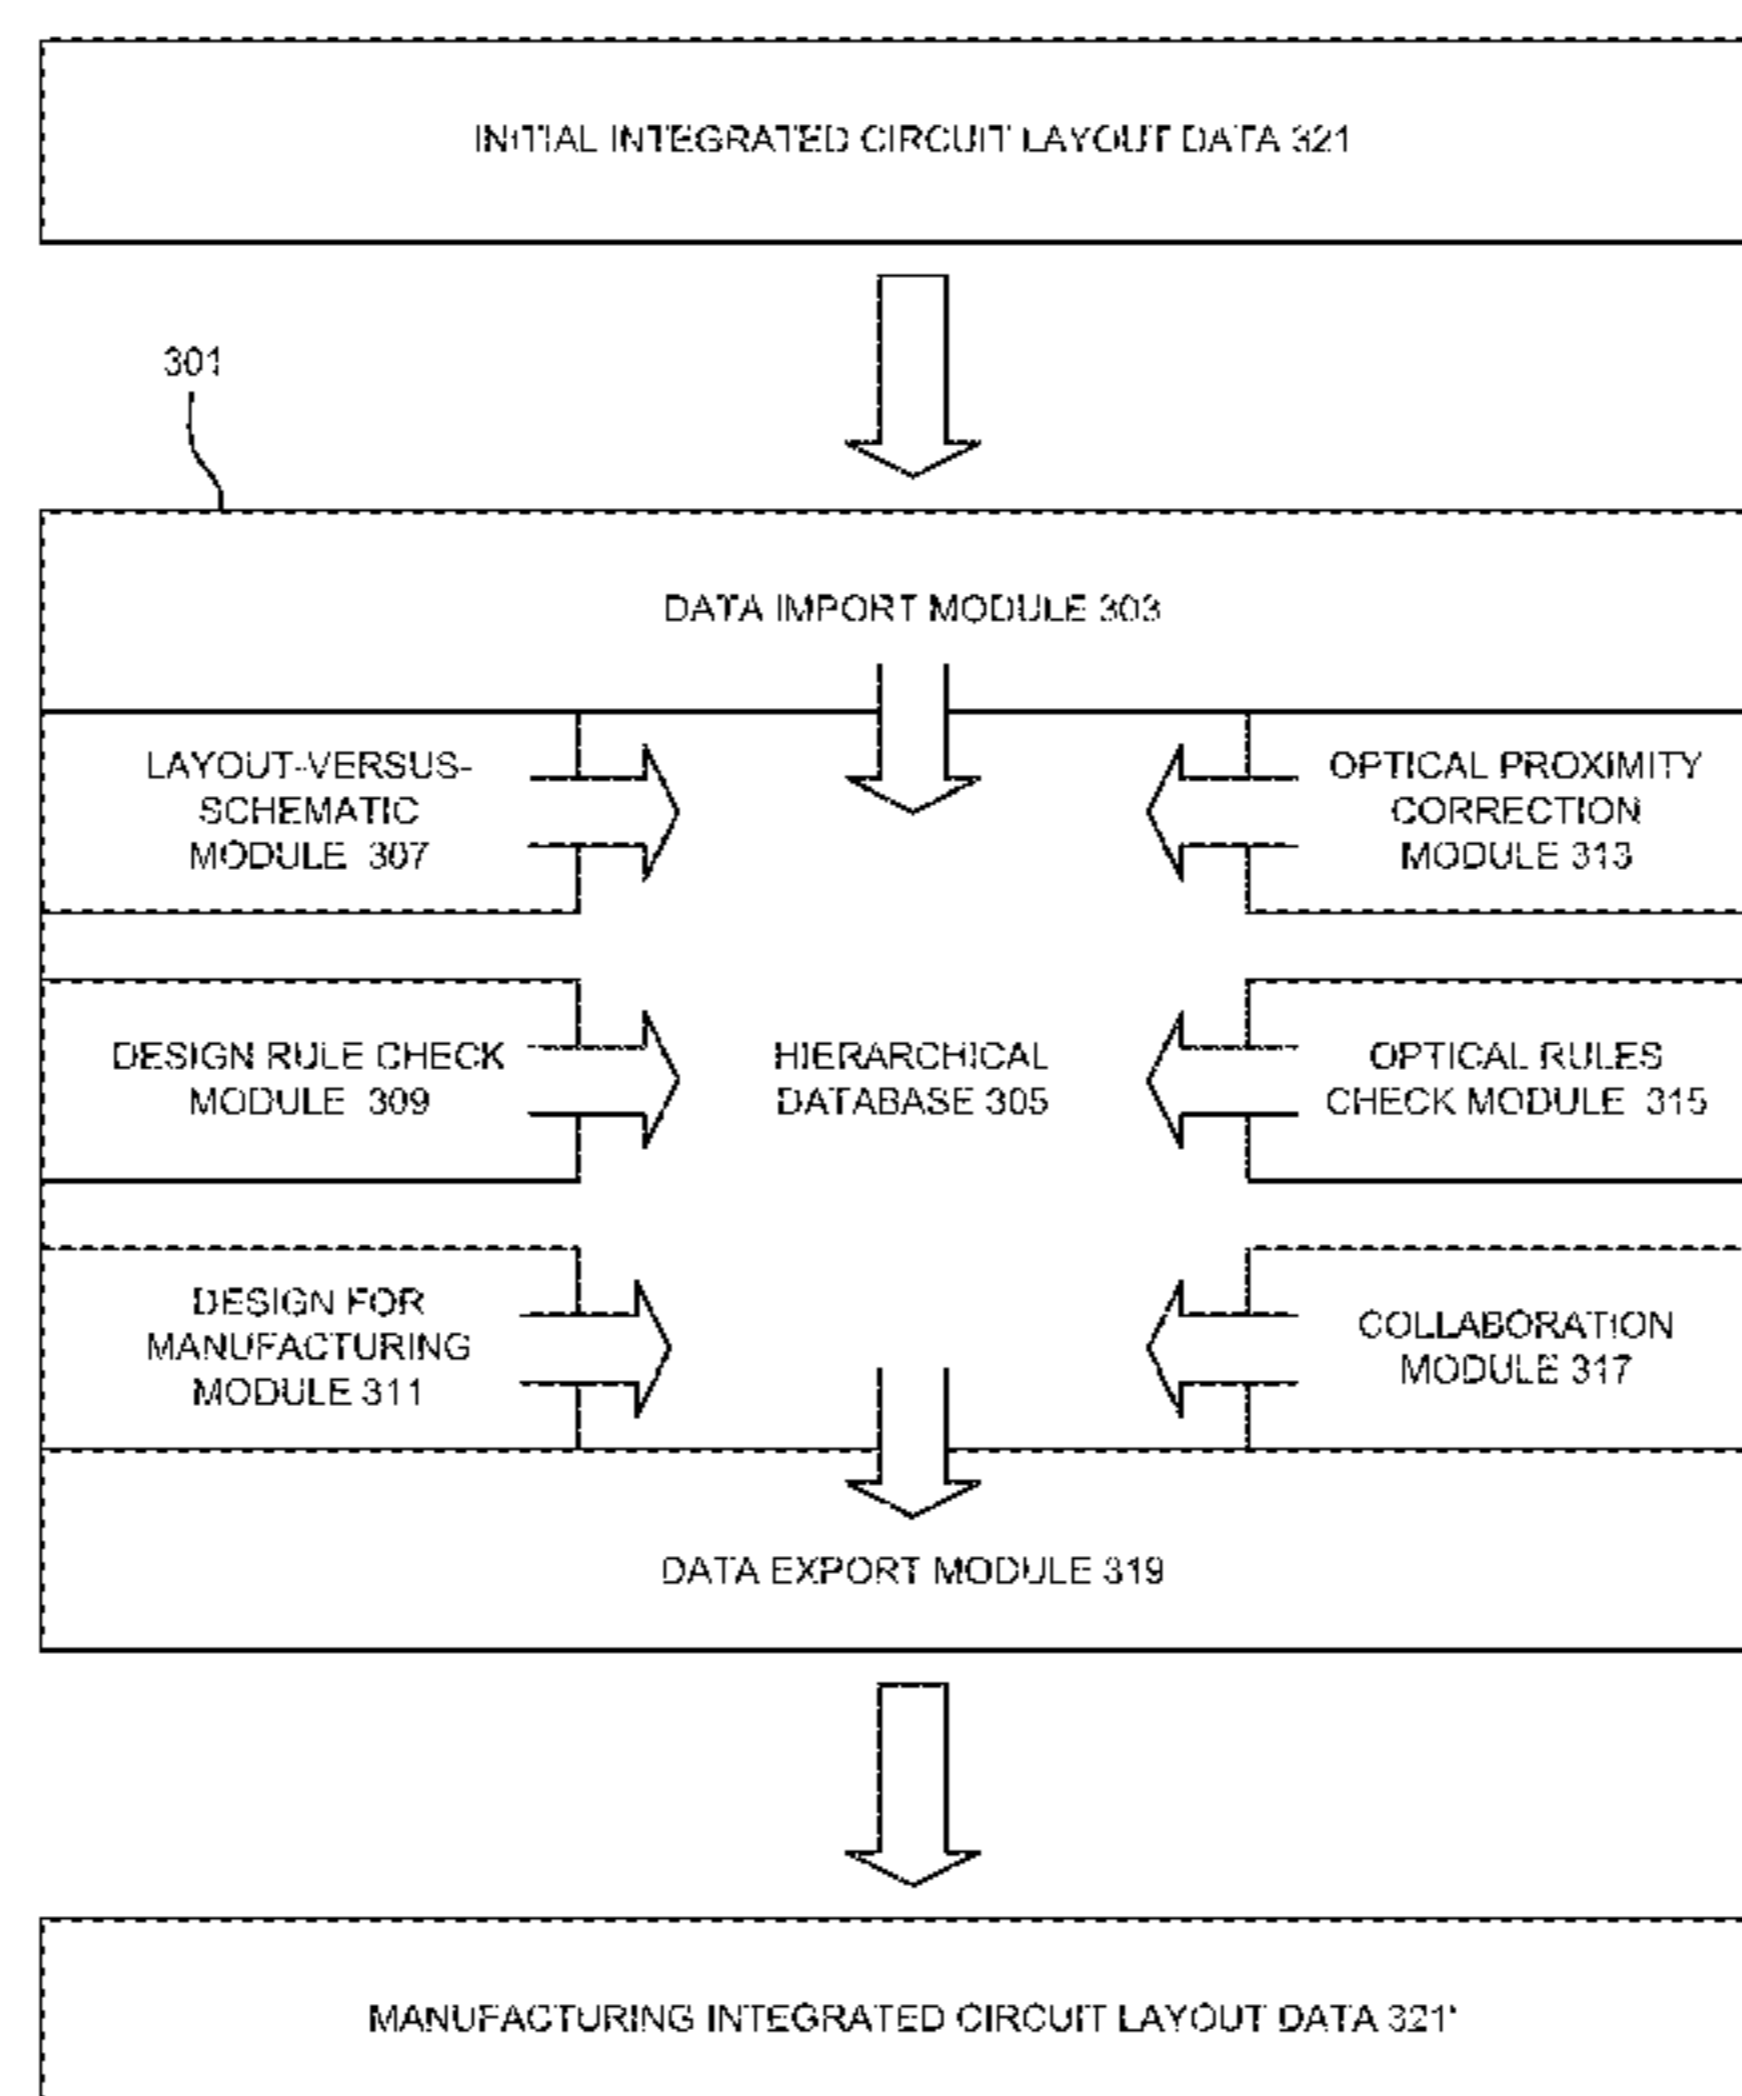 INITIAL INTEGRATED CIRCUIT LAYOUT DATA 321
301
DATA IMPORT MODULE 303
LAYOUT-VERSUS-
SCHEMATIC
MODULE 307
OPTICAL PROXIMITY
CORRECTION
MODULE 313
DESIGN RULE CHECK
MODULE 309
HIERARCHICAL
DATABASE 305
OPTICAL RULES
CHECK MODULE 315
DESIGN FOR
MANUFACTURING
MODULE 311
COLLABORATION
MODULE 317
DATA EXPORT MODULE 319
MANUFACTURING INTEGRATED CIRCUIT LAYOUT DATA 321'